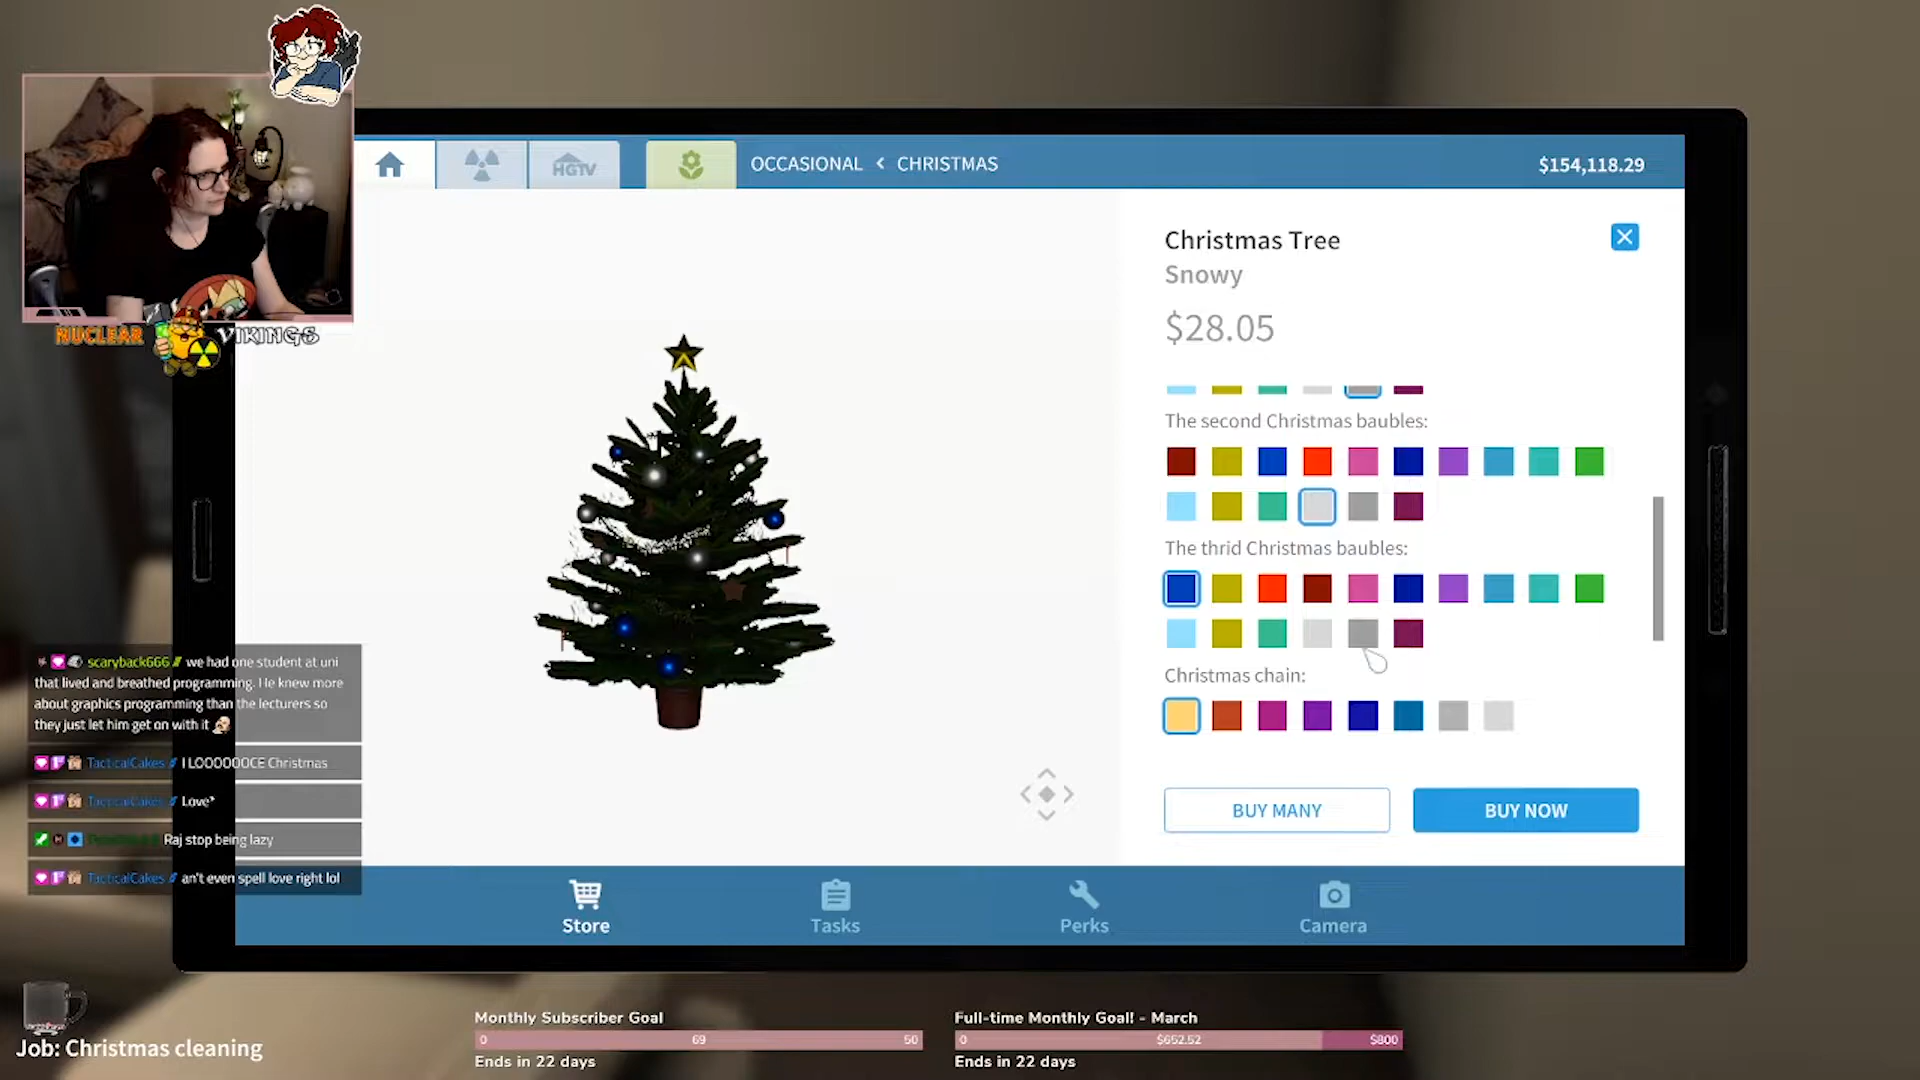 HGTV
OCCASIONAL < CHRISTMAS
$154,118.29
Christmas Tree
Snowy
$28.05
NUCLEAR VIKINGS
The second Christmas baubles:
The thrid Christmas baubles:
Christmas chain:
BUY MANY
BUY NOW
scaryback666 we had one student at uni
that lived and breathed programming. He knew more
about graphics programming than the lecturers so
they just let him get on with it
TacticalCakes I LOOOOOOCE Christmas
TacticalCakes Love*
Raj stop being lazy
TacticalCakes an't even spell love right lol
Store
Tasks
Perks
Camera
Job: Christmas cleaning
Monthly Subscriber Goal
0 69 50
Ends in 22 days
Full-time Monthly Goal! - March
0 $652.52 $800
Ends in 22 days